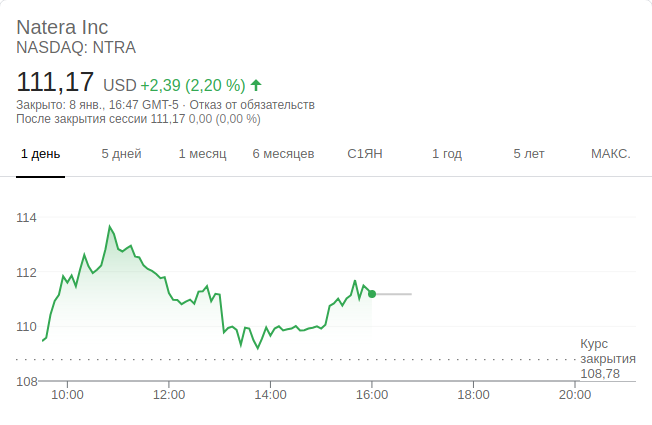 Natera Inc
NASDAQ: NTRA
111,17 USD +2,39 (2,20 %)
Закрыто: 8 янв., 16:47 GMT-5 · Отказ от обязательств
После закрытия сессии 111,17 0,00 (0,00 %)
1 день 5 дней 1 месяц 6 месяцев С1ЯН 1 год 5 лет МАКС.
114
112
110
Курс
закрытия
108,78
108
10:00 12:00 14:00 16:00 18:00 20:00